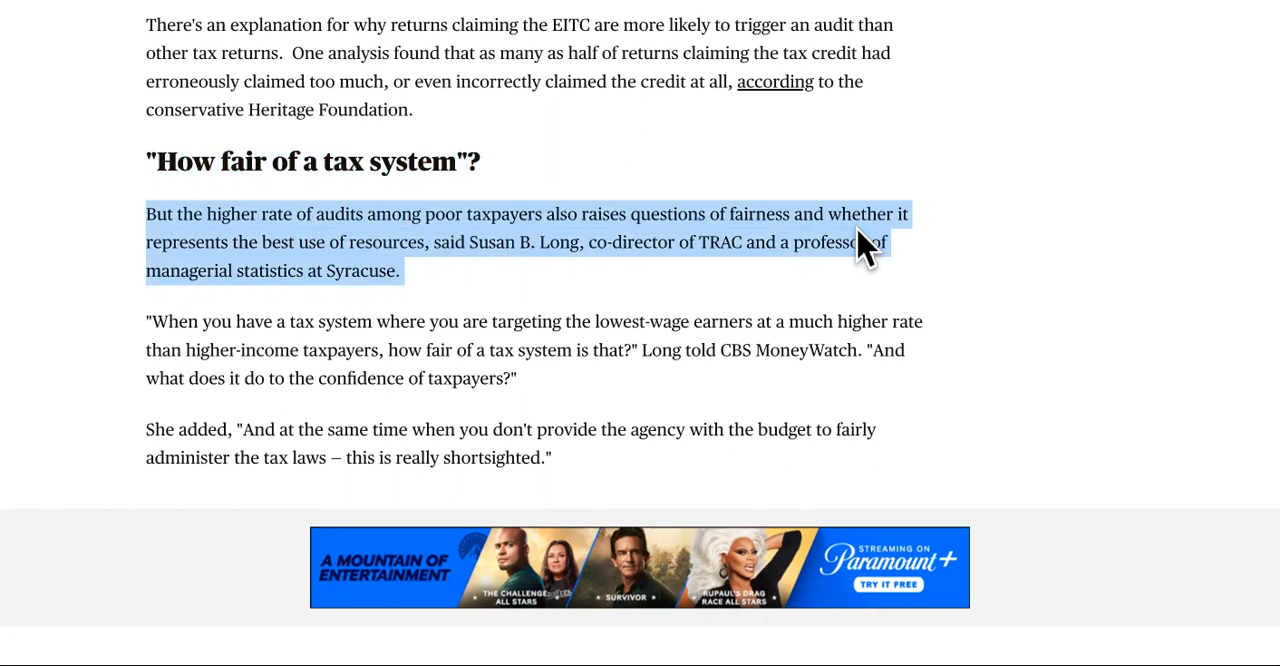 There's an explanation for why returns claiming the EITC are more likely to trigger an audit than
other tax returns.  One analysis found that as many as half of returns claiming the tax credit had
erroneously claimed too much, or even incorrectly claimed the credit at all, according to the
conservative Heritage Foundation.
"How fair of a tax system"?
But the higher rate of audits among poor taxpayers also raises questions of fairness and whether it
represents the best use of resources, said Susan B. Long, co-director of TRAC and a professor of
managerial statistics at Syracuse.
"When you have a tax system where you are targeting the lowest-wage earners at a much higher rate
than higher-income taxpayers, how fair of a tax system is that?" Long told CBS MoneyWatch. "And
what does it do to the confidence of taxpayers?"
She added, "And at the same time when you don't provide the agency with the budget to fairly
administer the tax laws — this is really shortsighted."
A MOUNTAIN OF
ENTERTAINMENT
THE CHALLENGE:
ALL STARS
SURVIVOR
RUPAUL'S DRAG
RACE ALL STARS
STREAMING ON
Paramount+
TRY IT FREE